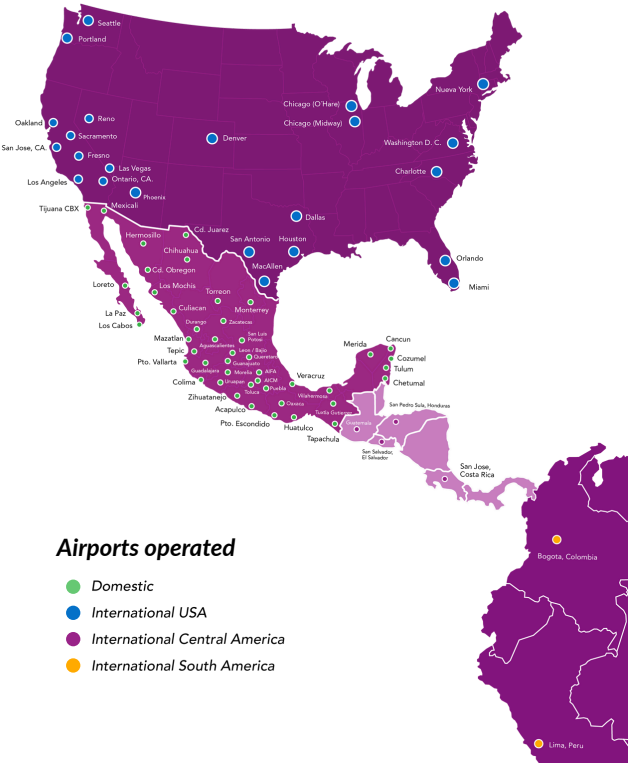 Seattle
Portland
Nueva York
Chicago (O'Hare)
Chicago (Midway)
Oakland
Reno
Sacramento
Denver
Washington D. C.
San Jose, CA.
Fresno
Las Vegas
Charlotte
Los Angeles
Ontario, CA.
Phoenix
Tijuana CBX
Mexicali
Dallas
Cd. Juarez
Hermosillo
San Antonio
Houston
Chihuahua
Orlando
MacAllen
Cd. Obregon
Miami
Loreto
Los Mochis
Torreon
Culiacan
Monterrey
La Paz
Los Cabos
Durango
Zacatecas
Mazatlan
Aguascalientes
San Luis
Potosi
Cancun
Merida
Tepic
Leon / Bajio
Queretaro
Cozumel
Pto. Vallarta
Guanajuato
Tulum
Guadalajara
Morelia
AIFA
Veracruz
Colima
Uruapan
AICM
Chetumal
Toluca
Puebla
Villahermosa
Zihuatanejo
Oaxaca
San Pedro Sula, Honduras
Acapulco
Tuxtla Gutierrez
Pto. Escondido
Huatulco
Guatemala
Tapachula
San Salvador,
El Salvador
San Jose,
Costa Rica
Airports operated
Bogota, Colombia
Domestic
International USA
International Central America
International South America
Lima, Peru